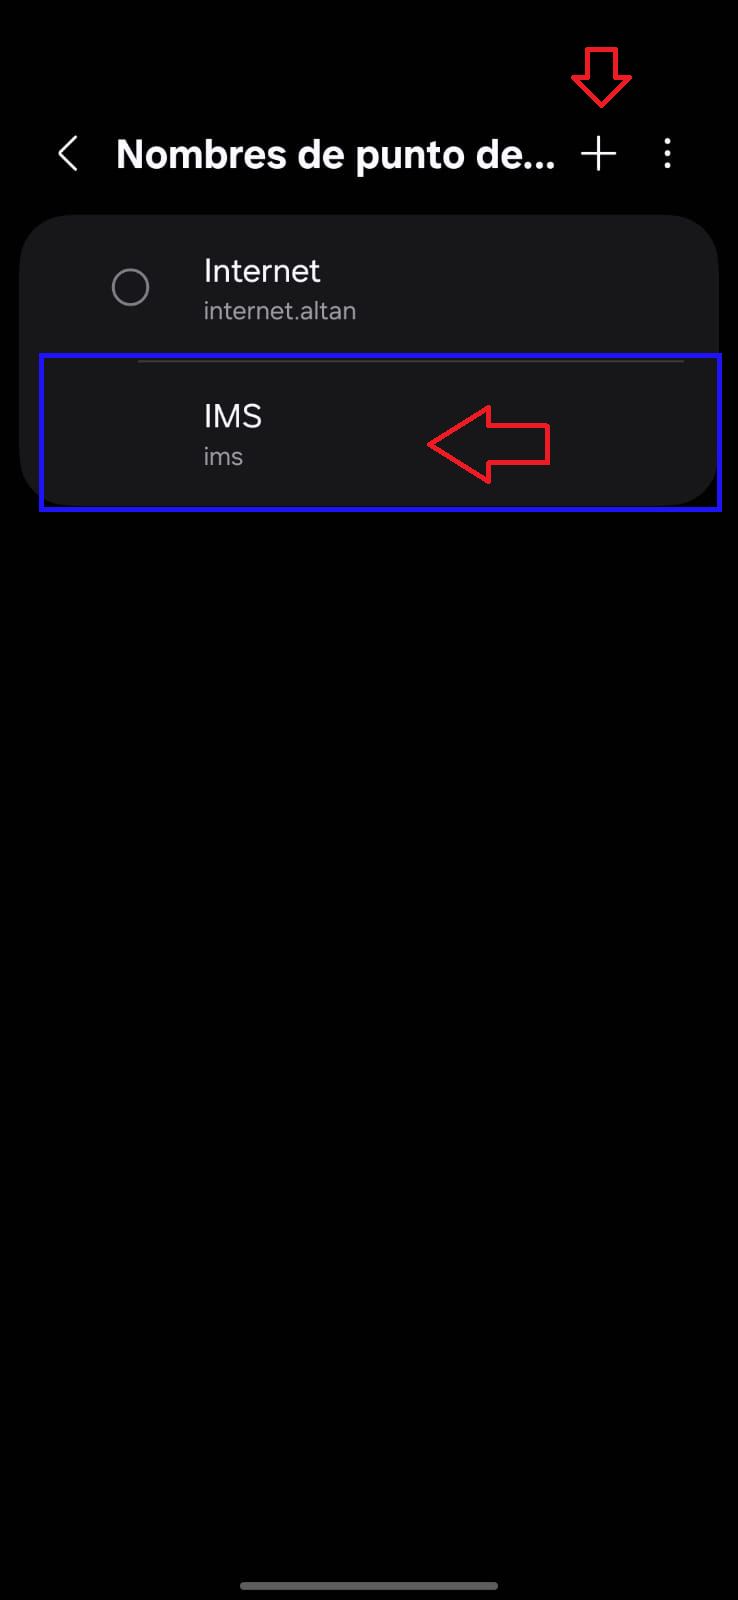 Nombres de punto de...
Internet
internet.altan
IMS
ims